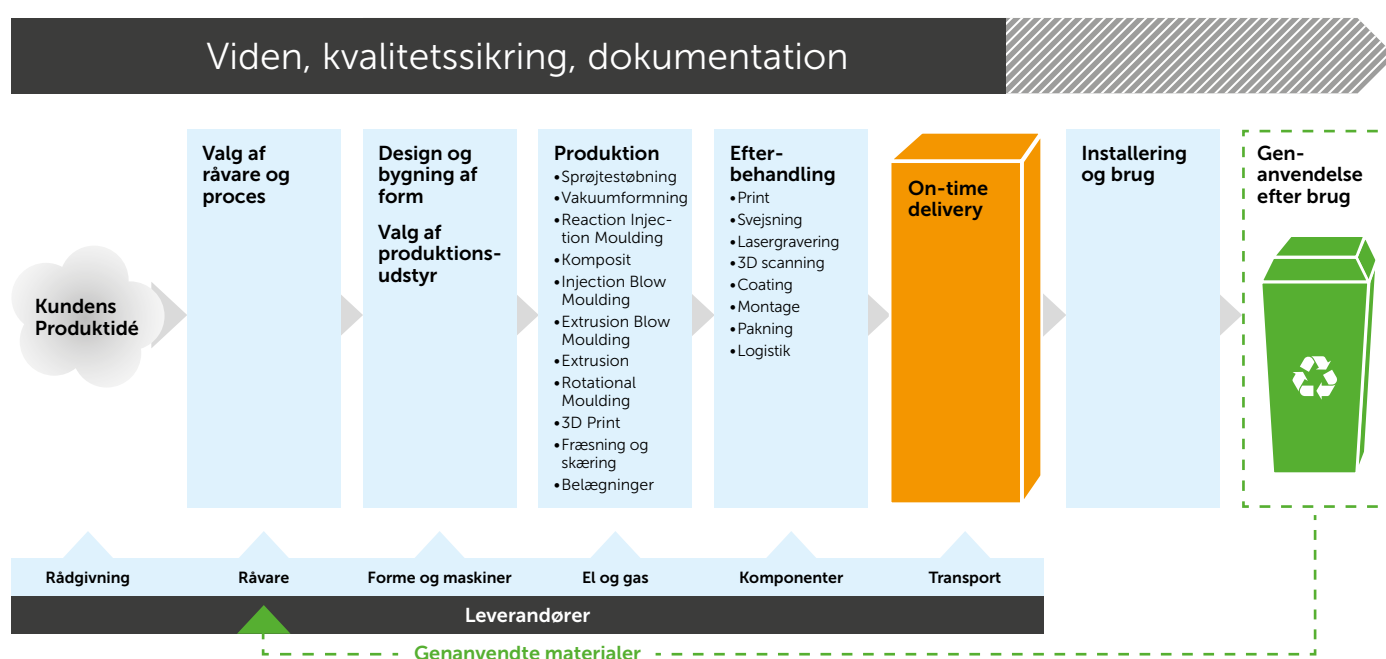 Viden, kvalitetssikring, dokumentation
Kundens
Produktidé
Valg af
råvare og
proces
Design og
bygning af
form
Valg af
produktions-
udstyr
Produktion
•Sprøjtestøbning
•Vakuumformning
•Reaction Injec-
tion Moulding
•Komposit
•Injection Blow
Moulding
•Extrusion Blow
Moulding
•Extrusion
•Rotational
Moulding
•3D Print
•Fræsning og
skæring
•Belægninger
Efter-
behandling
•Print
•Svejsning
•Lasergravering
•3D scanning
•Coating
•Montage
•Pakning
•Logistik
On-time
delivery
Installering
og brug
Gen-
anvendelse
efter brug
Rådgivning
Råvare
Forme og maskiner
El og gas
Komponenter
Transport
Leverandører
Genanvendte materialer